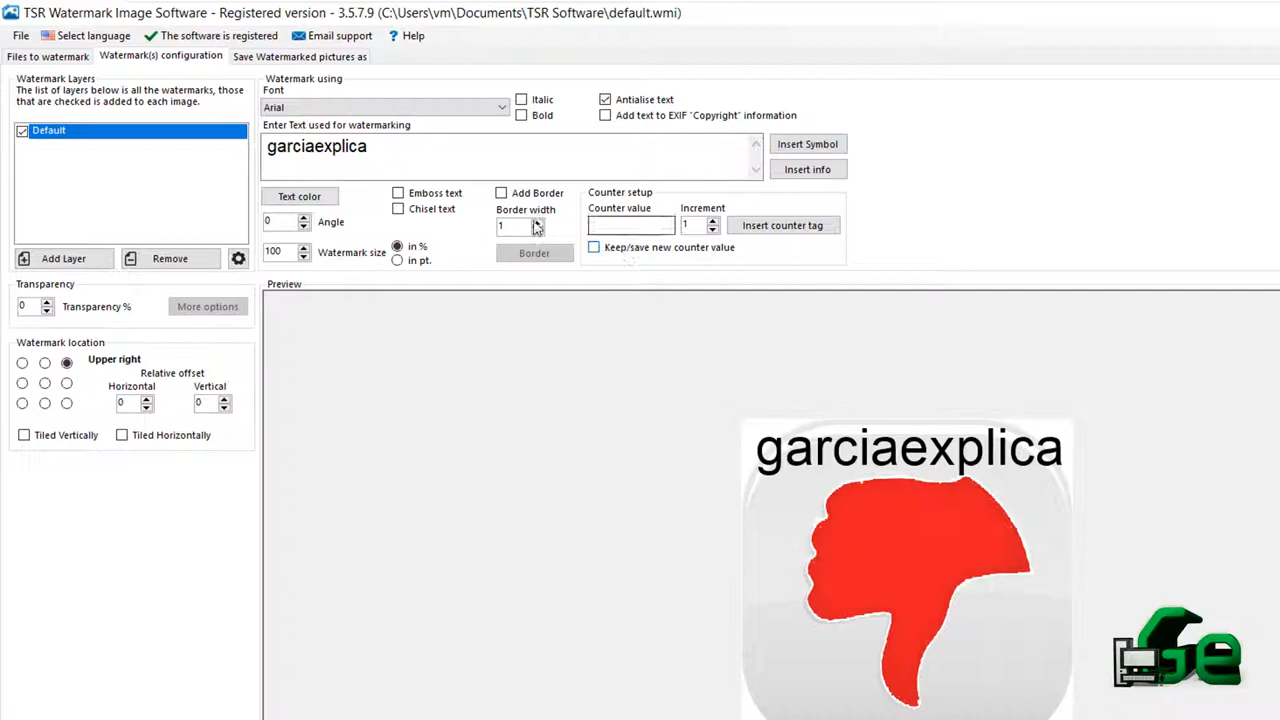 TSR Watermark Image Software - Registered version - 3.5.7.9 (C:\Users\vm\Documents\TSR Software\default.wmi)
File Select language The software is registered Email support ? Help
Files to watermark Watermark(s) configuration Save Watermarked pictures as
Watermark Layers
The list of layers below is all the watermarks, those
that are checked is added to each image.
Default
Add Layer Remove
Transparency
0 Transparency % More options
Watermark location
Upper right
Relative offset
Horizontal Vertical
0 0
Tiled Vertically Tiled Horizontally
Watermark using
Font
Arial
Italic
Bold
Antialise text
Add text to EXIF "Copyright" information
Enter Text used for watermarking
garciaexplica
Insert Symbol
Insert info
Text color
0 Angle
100 Watermark size
in %
in pt.
Emboss text
Chisel text
Add Border
Border width
1
Border
Counter setup
Counter value Increment
1 Insert counter tag
Keep/save new counter value
Preview
garciaexplica
Ge